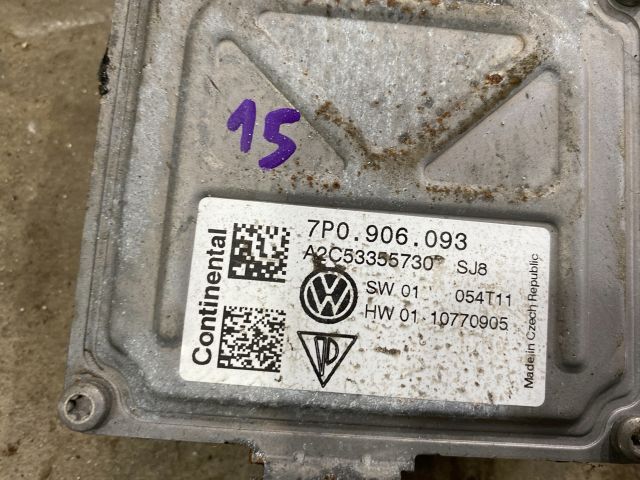 15
Continental
7P0.906.093
A2C53355730 SJ8
SW 01 054T11
HW 01 10770905
Made in Czech Republic